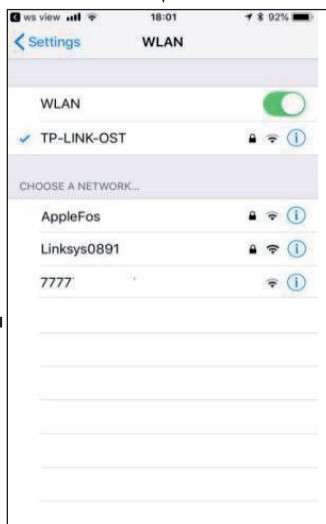 ws view 18:01 92%
Settings WLAN
WLAN
TP-LINK-OST
CHOOSE A NETWORK...
AppleFos
Linksys0891
7777